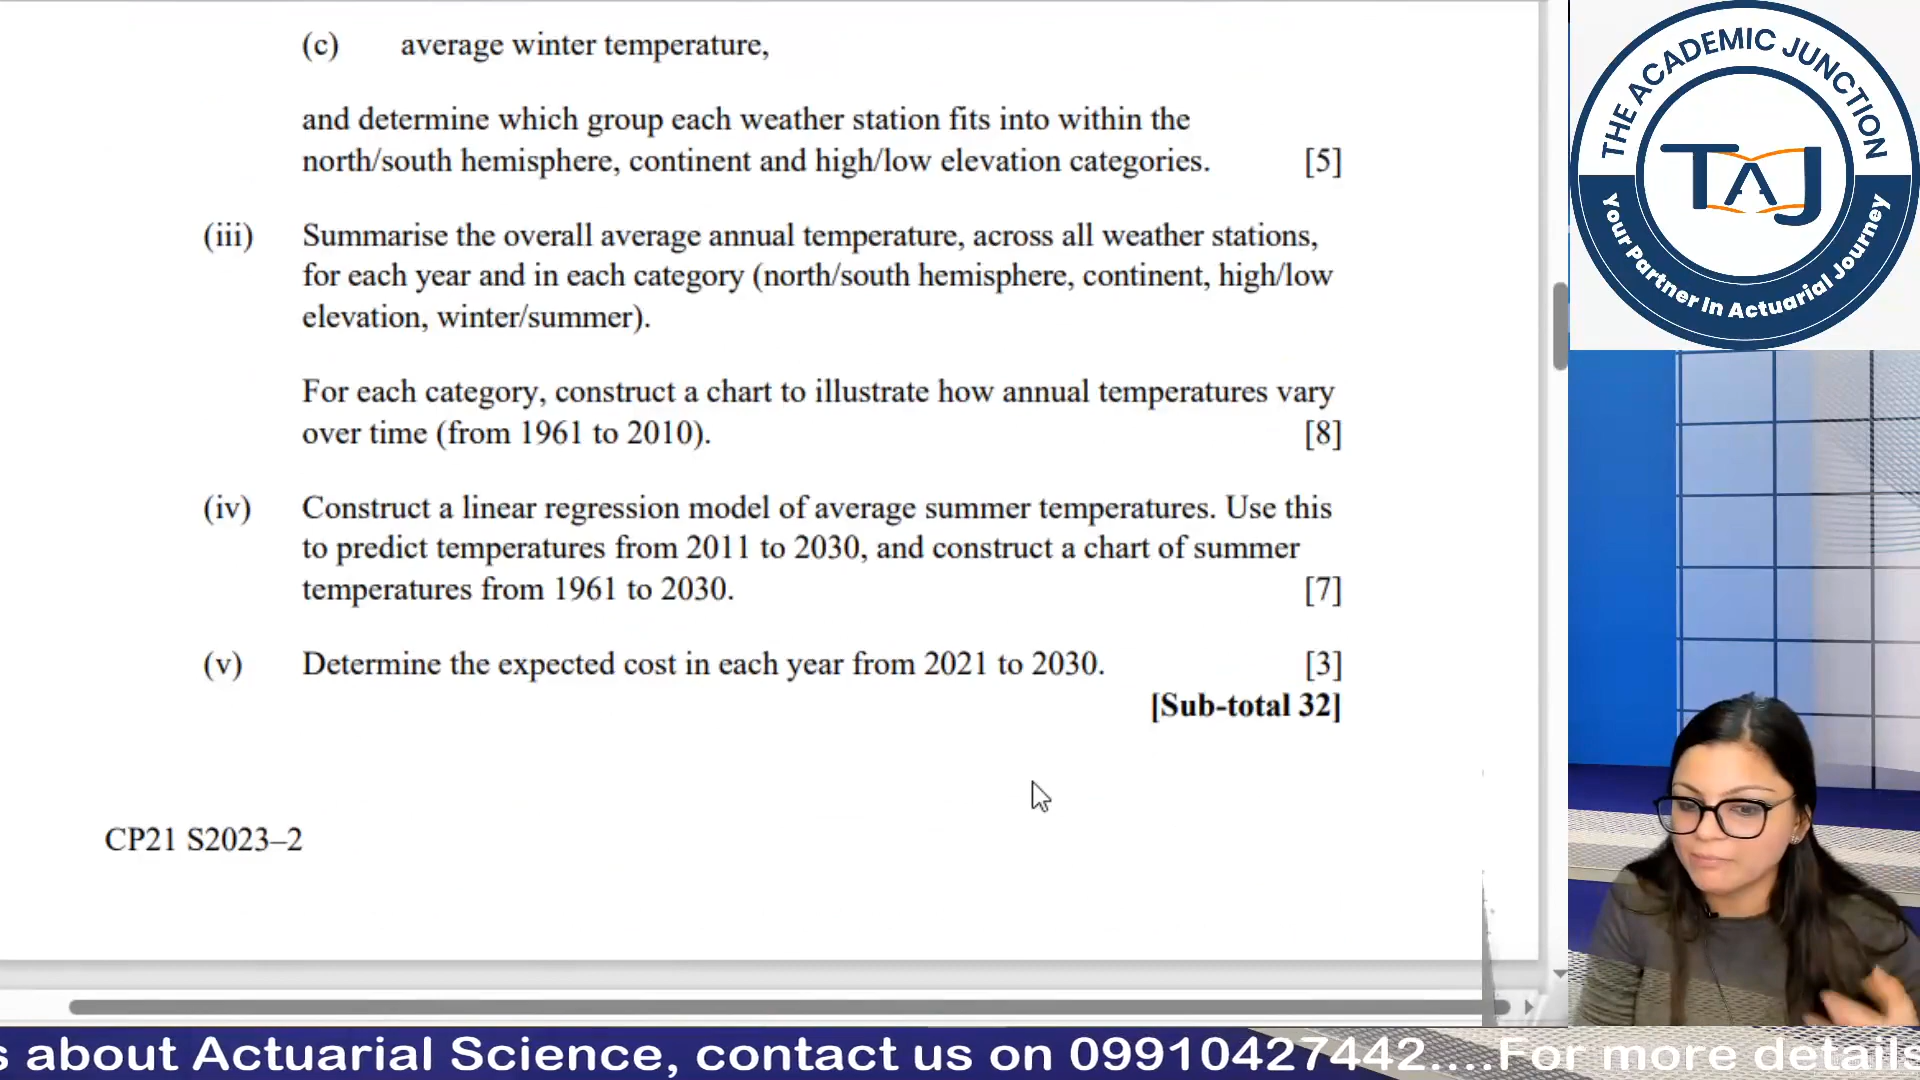 (c) average winter temperature,
and determine which group each weather station fits into within the
north/south hemisphere, continent and high/low elevation categories. [5]
(iii) Summarise the overall average annual temperature, across all weather stations,
for each year and in each category (north/south hemisphere, continent, high/low
elevation, winter/summer).
For each category, construct a chart to illustrate how annual temperatures vary
over time (from 1961 to 2010). [8]
(iv) Construct a linear regression model of average summer temperatures. Use this
to predict temperatures from 2011 to 2030, and construct a chart of summer
temperatures from 1961 to 2030. [7]
(v) Determine the expected cost in each year from 2021 to 2030. [3]
[Sub-total 32]
CP21 S2023–2
THE ACADEMIC JUNCTION
TAJ
Your Partner In Actuarial Journey
s about Actuarial Science, contact us on 09910427442....For more details